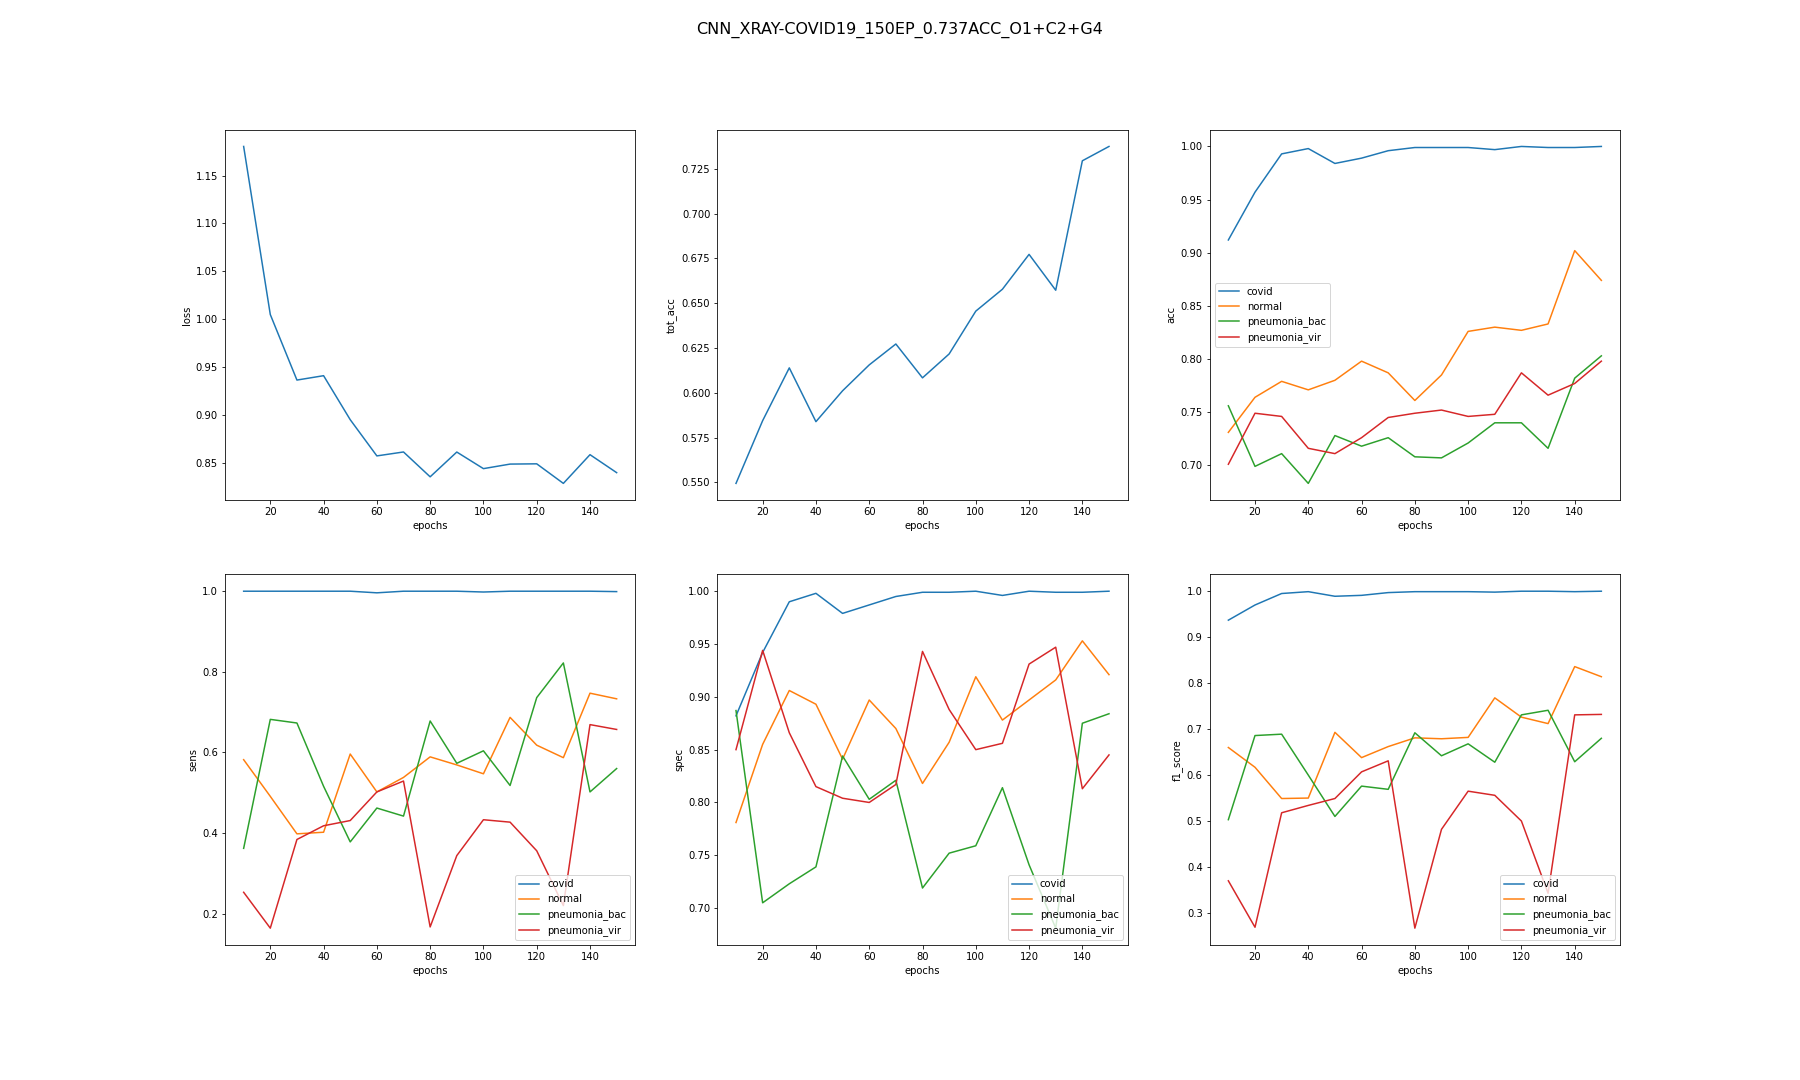 CNN_XRAY-COVID19_150EP_0.737ACC_O1+C2+G4
loss
1.15
1.10
1.05
1.00
0.95
0.90
0.85
20 40 60 80 100 120 140
epochs
tot_acc
0.725
0.700
0.675
0.650
0.625
0.600
0.575
0.550
20 40 60 80 100 120 140
epochs
acc
1.00
0.95
0.90
0.85
0.80
0.75
0.70
covid
normal
pneumonia_bac
pneumonia_vir
20 40 60 80 100 120 140
epochs
sens
1.0
0.8
0.6
0.4
0.2
covid
normal
pneumonia_bac
pneumonia_vir
20 40 60 80 100 120 140
epochs
spec
1.00
0.95
0.90
0.85
0.80
0.75
0.70
covid
normal
pneumonia_bac
pneumonia_vir
20 40 60 80 100 120 140
epochs
f1_score
1.0
0.9
0.8
0.7
0.6
0.5
0.4
0.3
covid
normal
pneumonia_bac
pneumonia_vir
20 40 60 80 100 120 140
epochs